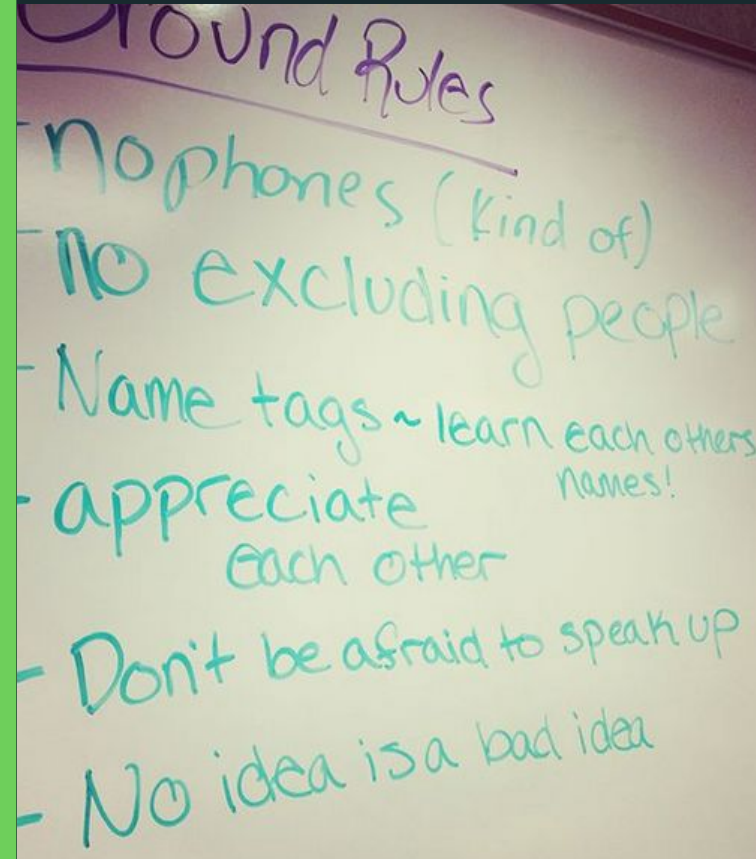 Ground Rules
- no phones (kind of)
- no excluding people
- Name tags ~ learn each others
names!
- appreciate
each other
- Don't be afraid to speak up
- No idea is a bad idea